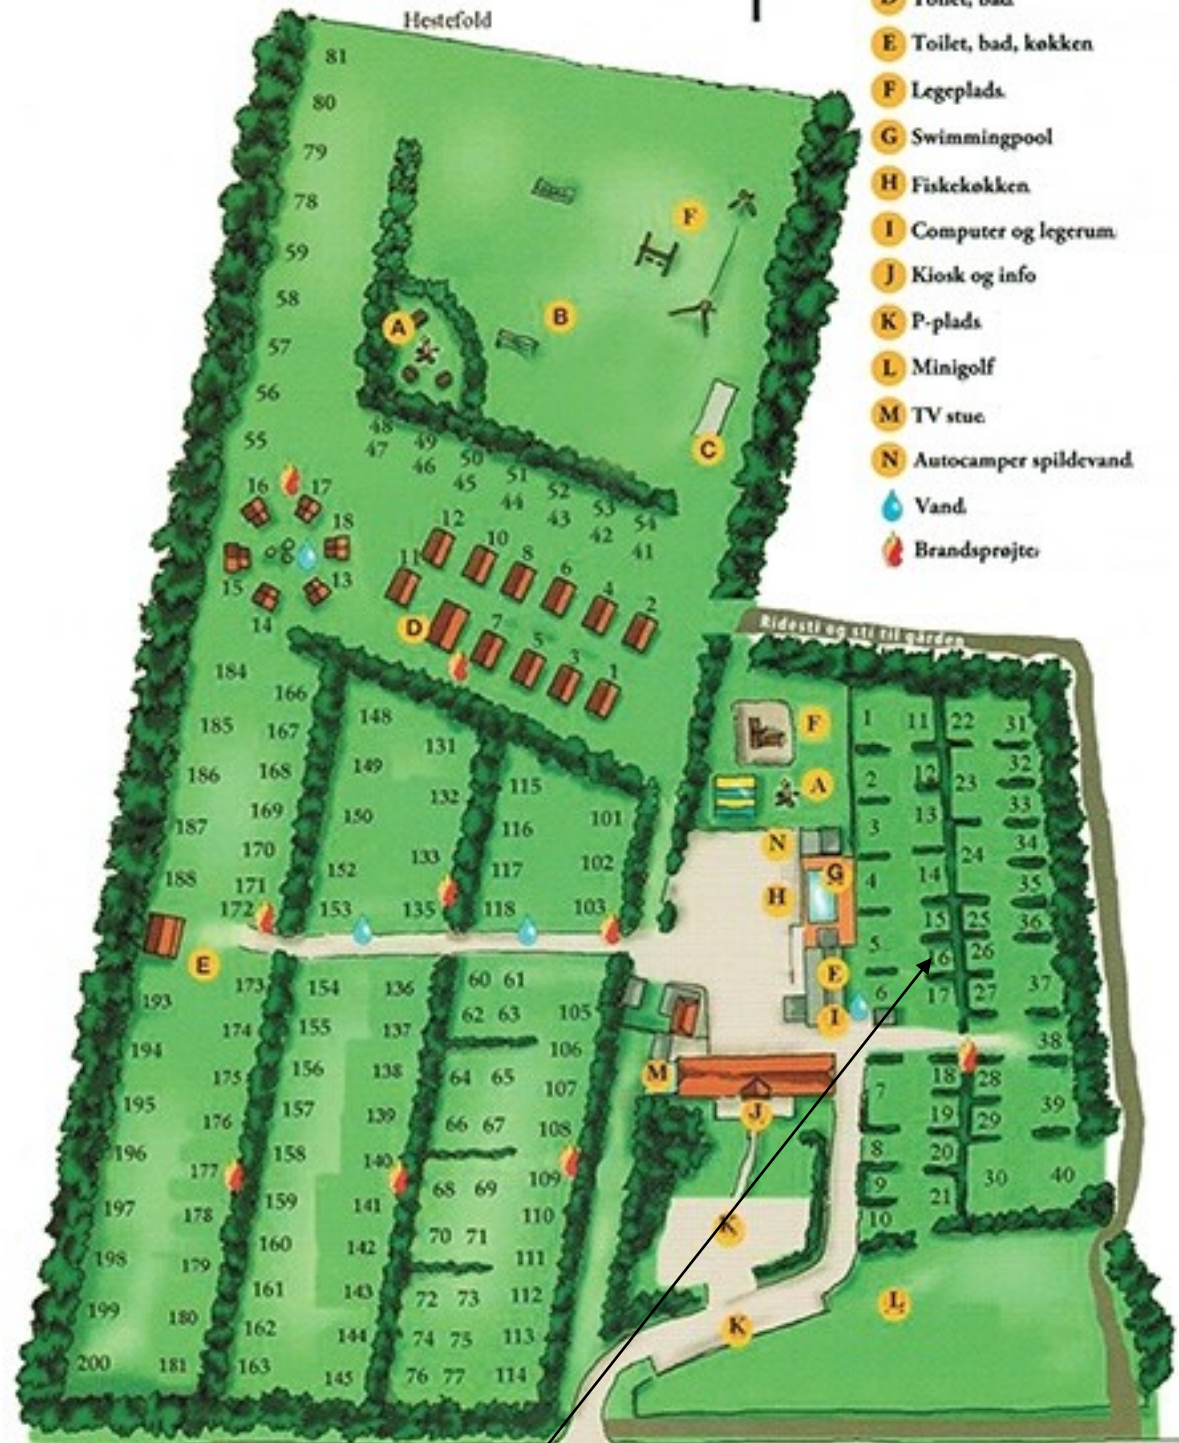 Hestefold
D Toilet, bad
E Toilet, bad, køkken
F Legeplads
G Swimmingpool
H Fiskekøkken
I Computer og legerum
J Kiosk og info
K P-plads
L Minigolf
M TV stue
N Autocamper spildevand
Vand
Brandsprøjte
81
80
79
78
59
58
57
56
55
F
B
A
C
48 49 50 51 52 53 54
47 46 45 44 43 42 41
16 17
18
15 13
14
12 10 8 6 4 2
11
D 7 5 3 1
Ridesti og sti til gården
184 166 148 131 115 101
185 167 149 132 116 102
186 168 150 133 117 103
187 169 152 135 118
188 170 153
171
172
E
F
A
N
G
H
E
I
M
J
K
K
L
1 11 22 31
2 12 23 32
3 13 33
4 14 24 34
35
15 25 36
5 16 26
6 17 27 37
38
7 18 28
19 29 39
8 20
9 21 30 40
10
193 173 154 136 60 61 105
194 174 155 137 62 63 106
195 175 156 138 64 65 107
196 176 157 139 66 67 108
197 177 158 140 68 69 109
198 178 159 141 70 71 110
199 179 160 142 72 73 111
200 180 161 143 74 75 112
181 162 144 76 77 113
163 145 114